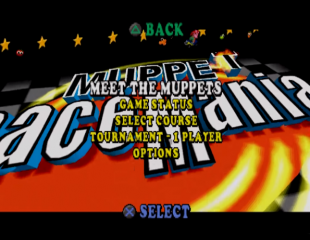 BACK
MUPPET
RaceMania
MEET THE MUPPETS
GAME STATUS
SELECT COURSE
TOURNAMENT - 1 PLAYER
OPTIONS
SELECT